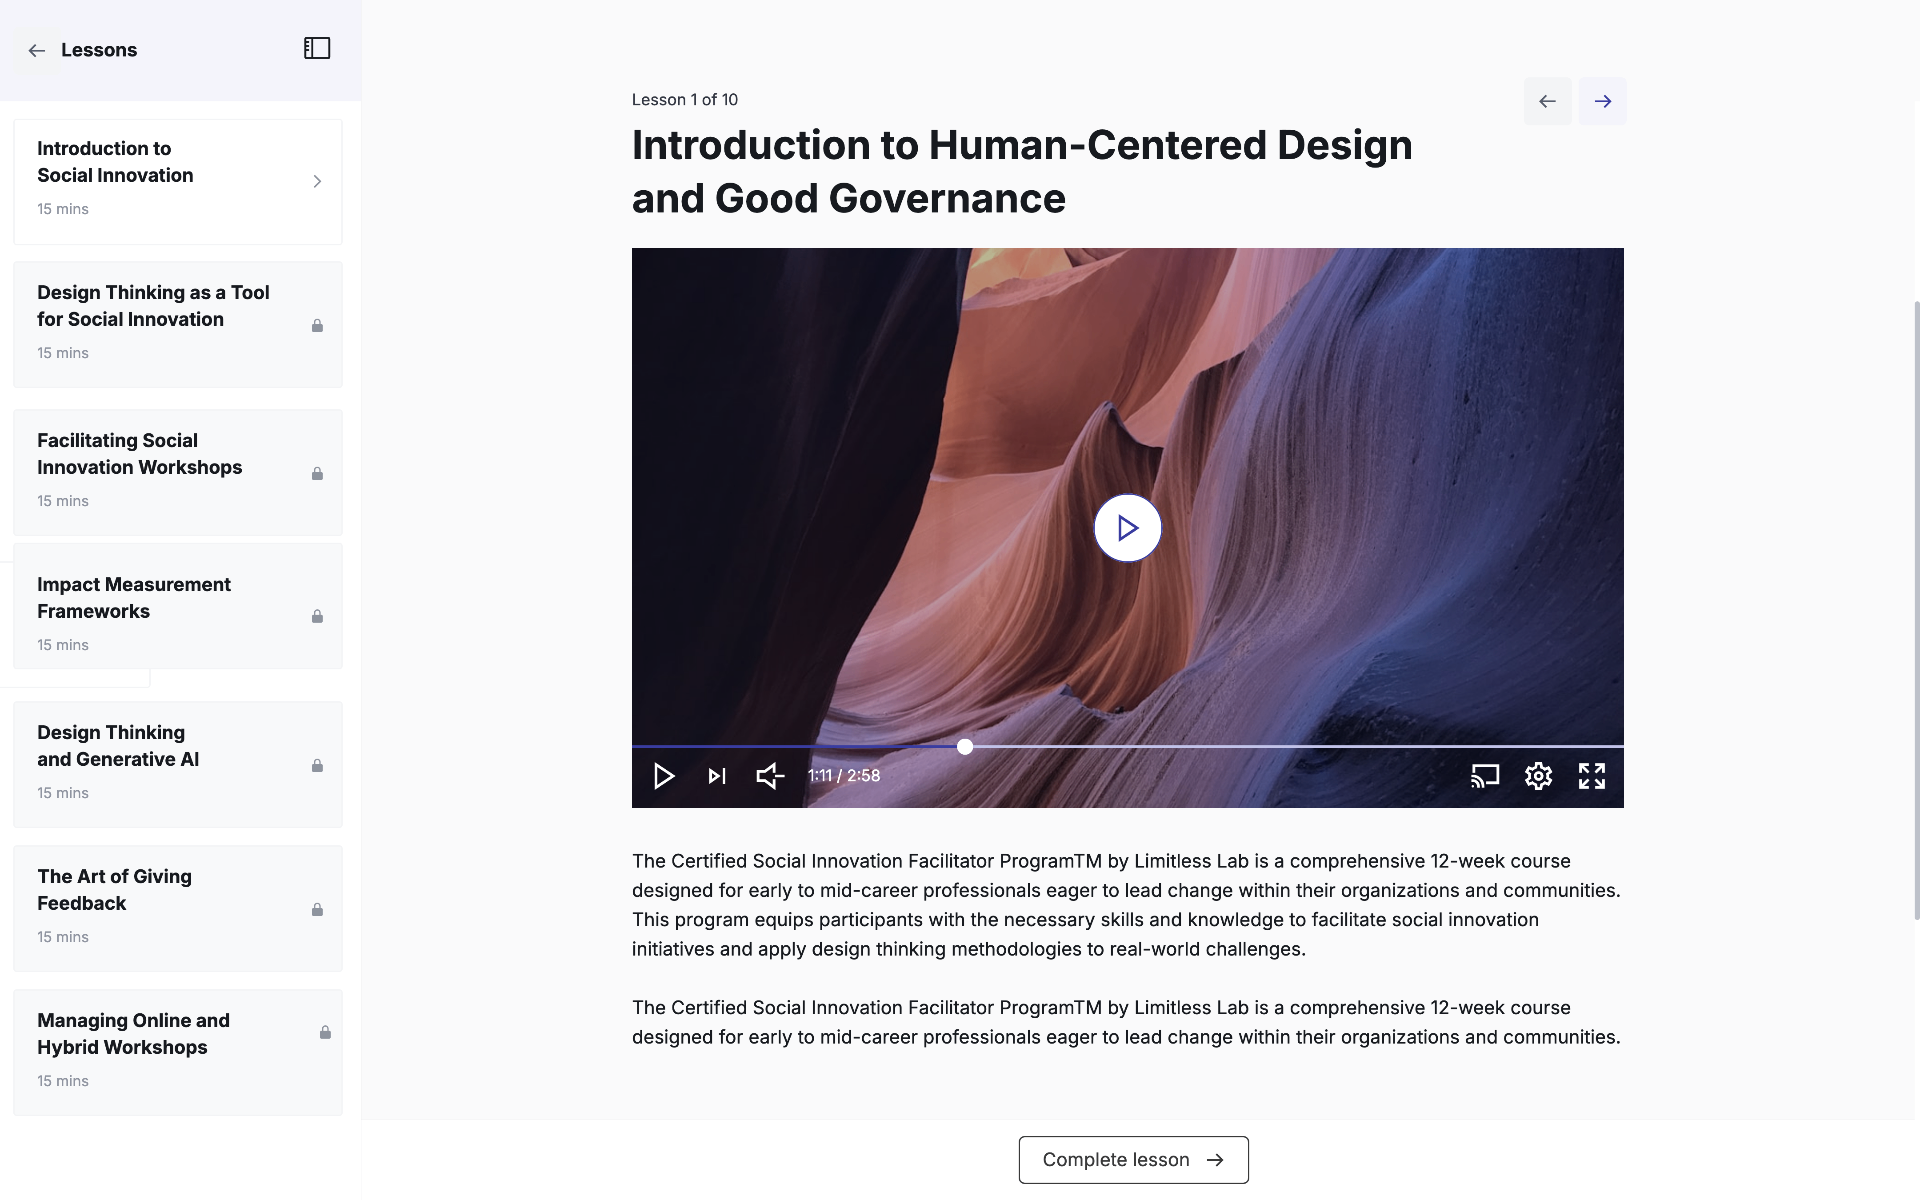 Lessons
Introduction to
Social Innovation
15 mins
Design Thinking as a Tool
for Social Innovation
15 mins
Facilitating Social
Innovation Workshops
15 mins
Impact Measurement
Frameworks
15 mins
Design Thinking
and Generative AI
15 mins
The Art of Giving
Feedback
15 mins
Managing Online and
Hybrid Workshops
15 mins
Lesson 1 of 10
Introduction to Human-Centered Design
and Good Governance
1:11 / 2:58
The Certified Social Innovation Facilitator ProgramTM by Limitless Lab is a comprehensive 12-week course
designed for early to mid-career professionals eager to lead change within their organizations and communities.
This program equips participants with the necessary skills and knowledge to facilitate social innovation
initiatives and apply design thinking methodologies to real-world challenges.
The Certified Social Innovation Facilitator ProgramTM by Limitless Lab is a comprehensive 12-week course
designed for early to mid-career professionals eager to lead change within their organizations and communities.
Complete lesson